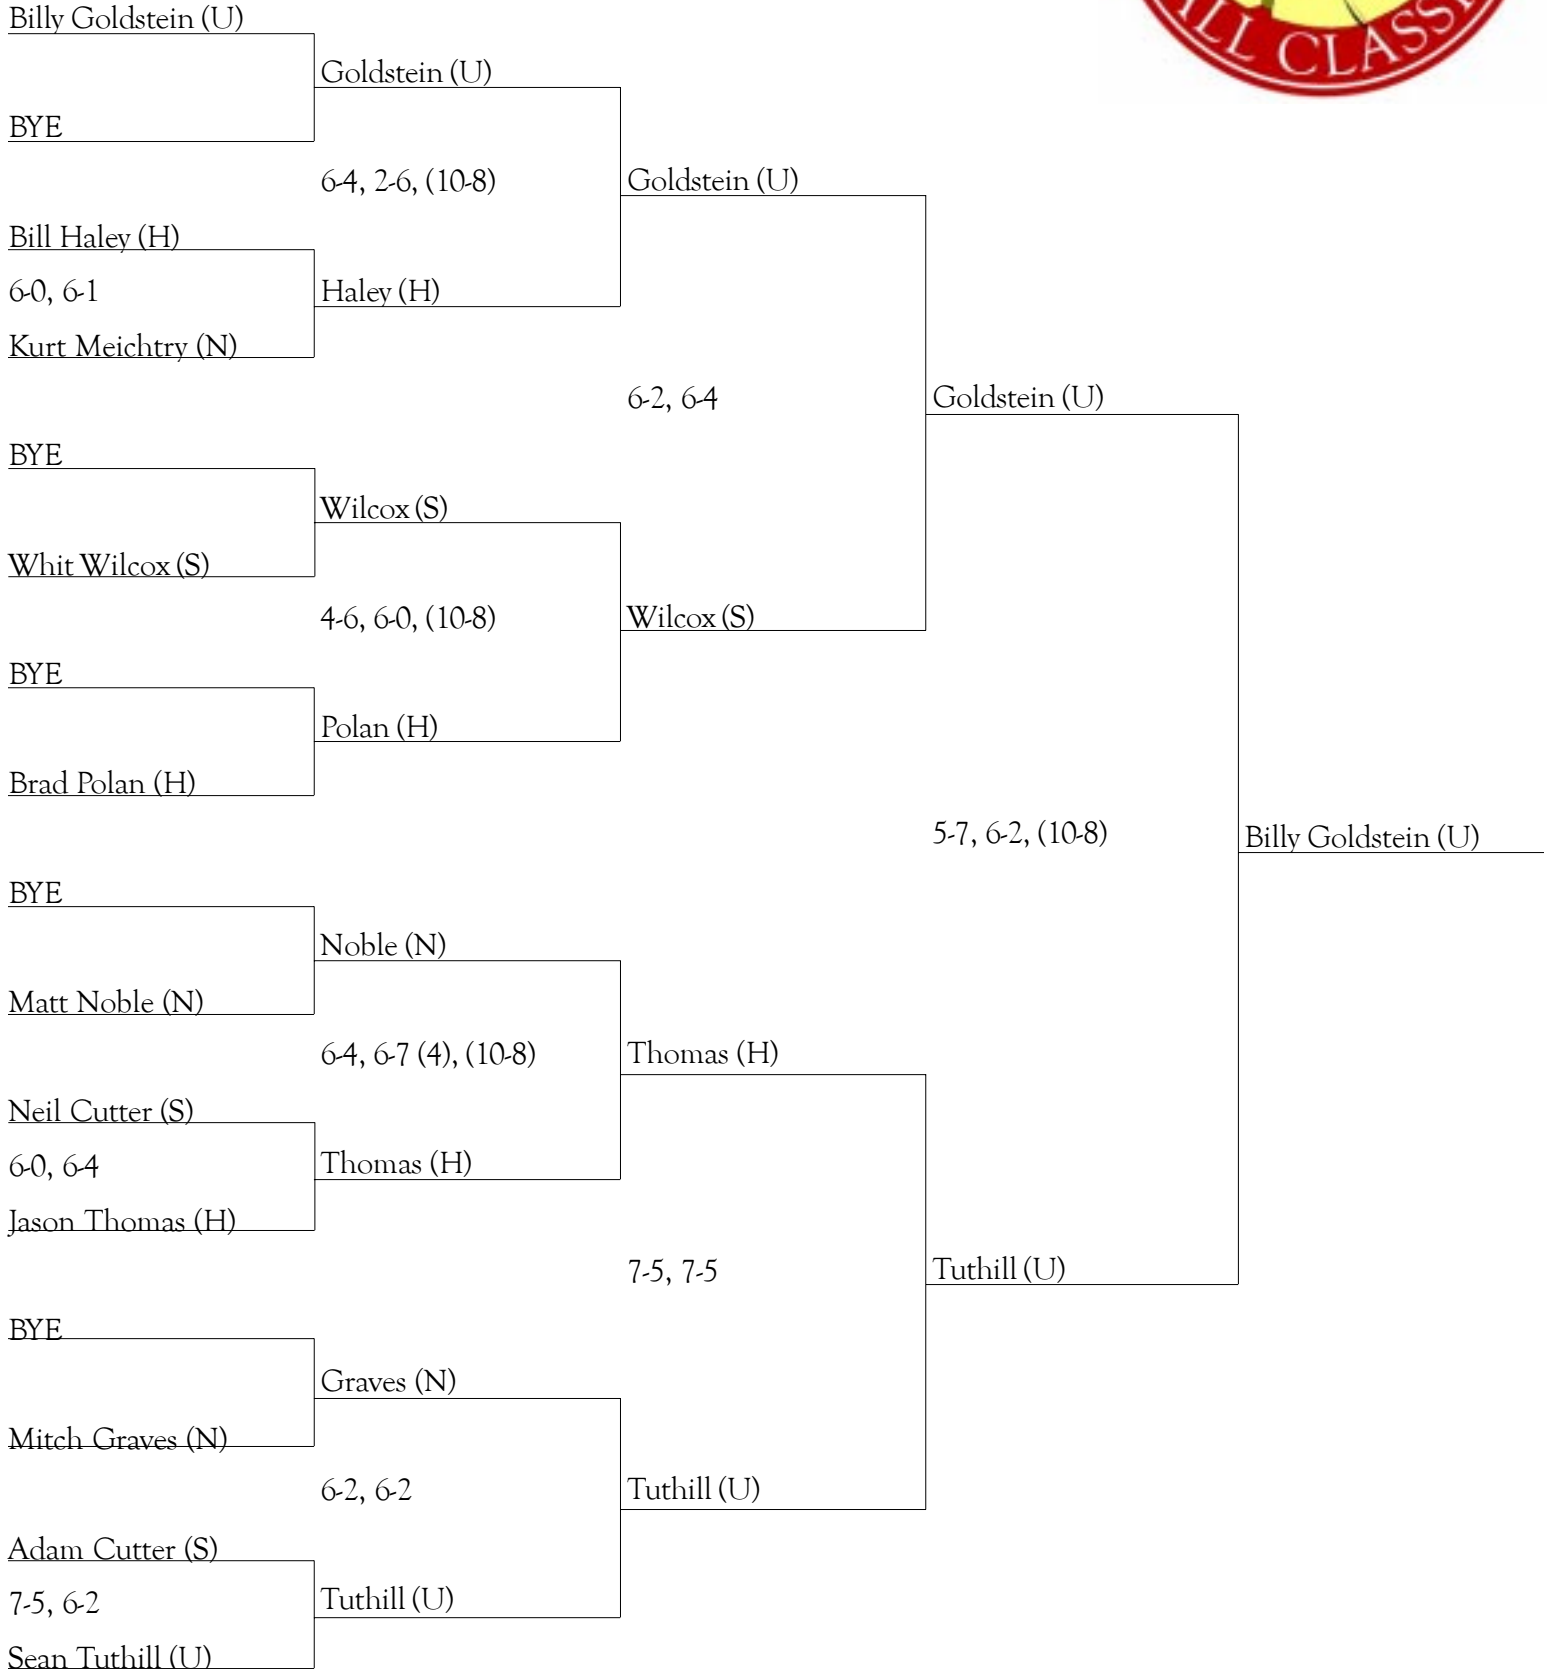 ILL CLASSI
Billy Goldstein (U)
Goldstein (U)
BYE
6-4, 2-6, (10-8)
Goldstein (U)
Bill Haley (H)
6-0, 6-1
Haley (H)
Kurt Meichtry (N)
6-2, 6-4
Goldstein (U)
BYE
Wilcox (S)
Whit Wilcox (S)
4-6, 6-0, (10-8)
Wilcox (S)
BYE
Polan (H)
Brad Polan (H)
5-7, 6-2, (10-8)
Billy Goldstein (U)
BYE
Noble (N)
Matt Noble (N)
6-4, 6-7 (4), (10-8)
Thomas (H)
Neil Cutter (S)
6-0, 6-4
Thomas (H)
Jason Thomas (H)
7-5, 7-5
Tuthill (U)
BYE
Graves (N)
Mitch Graves (N)
6-2, 6-2
Tuthill (U)
Adam Cutter (S)
7-5, 6-2
Tuthill (U)
Sean Tuthill (U)